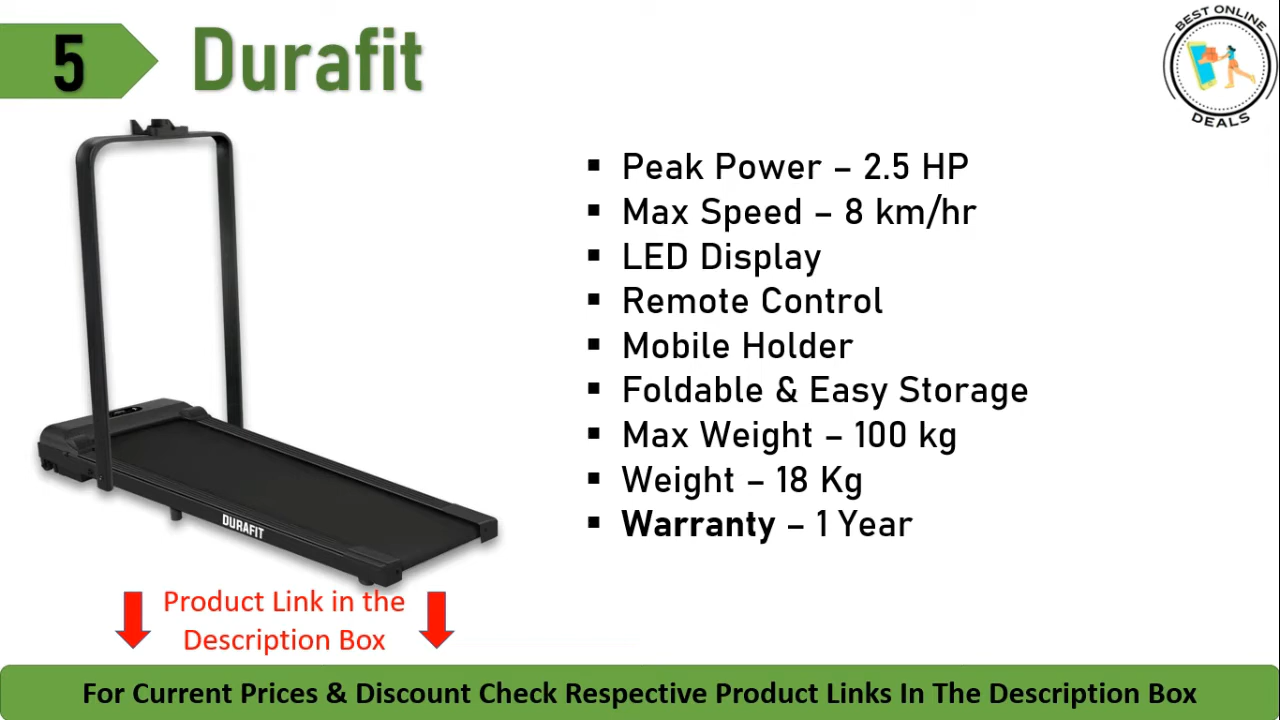 5
Durafit
BEST ONLINE
DEALS
▪ Peak Power – 2.5 HP
▪ Max Speed – 8 km/hr
▪ LED Display
▪ Remote Control
▪ Mobile Holder
▪ Foldable & Easy Storage
▪ Max Weight – 100 kg
▪ Weight – 18 Kg
▪ Warranty – 1 Year
DURAFIT
Product Link in the
Description Box
For Current Prices & Discount Check Respective Product Links In The Description Box